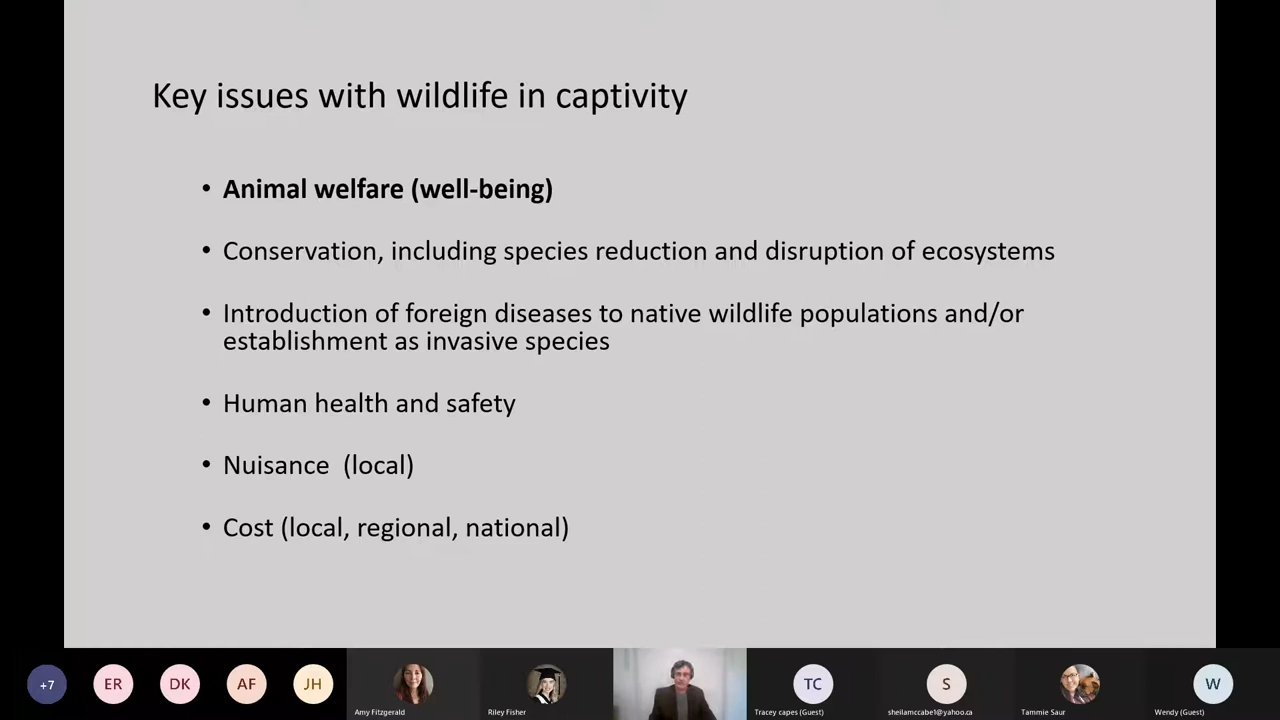 Key issues with wildlife in captivity
• Animal welfare (well-being)
• Conservation, including species reduction and disruption of ecosystems
• Introduction of foreign diseases to native wildlife populations and/or
establishment as invasive species
• Human health and safety
• Nuisance (local)
• Cost (local, regional, national)
+7 ER DK AF JH TC S W
Amy Fitzgerald Riley Fisher Tracey capes (Guest) sheilamccabe1@yahoo.ca Tammie Saur Wendy (Guest)